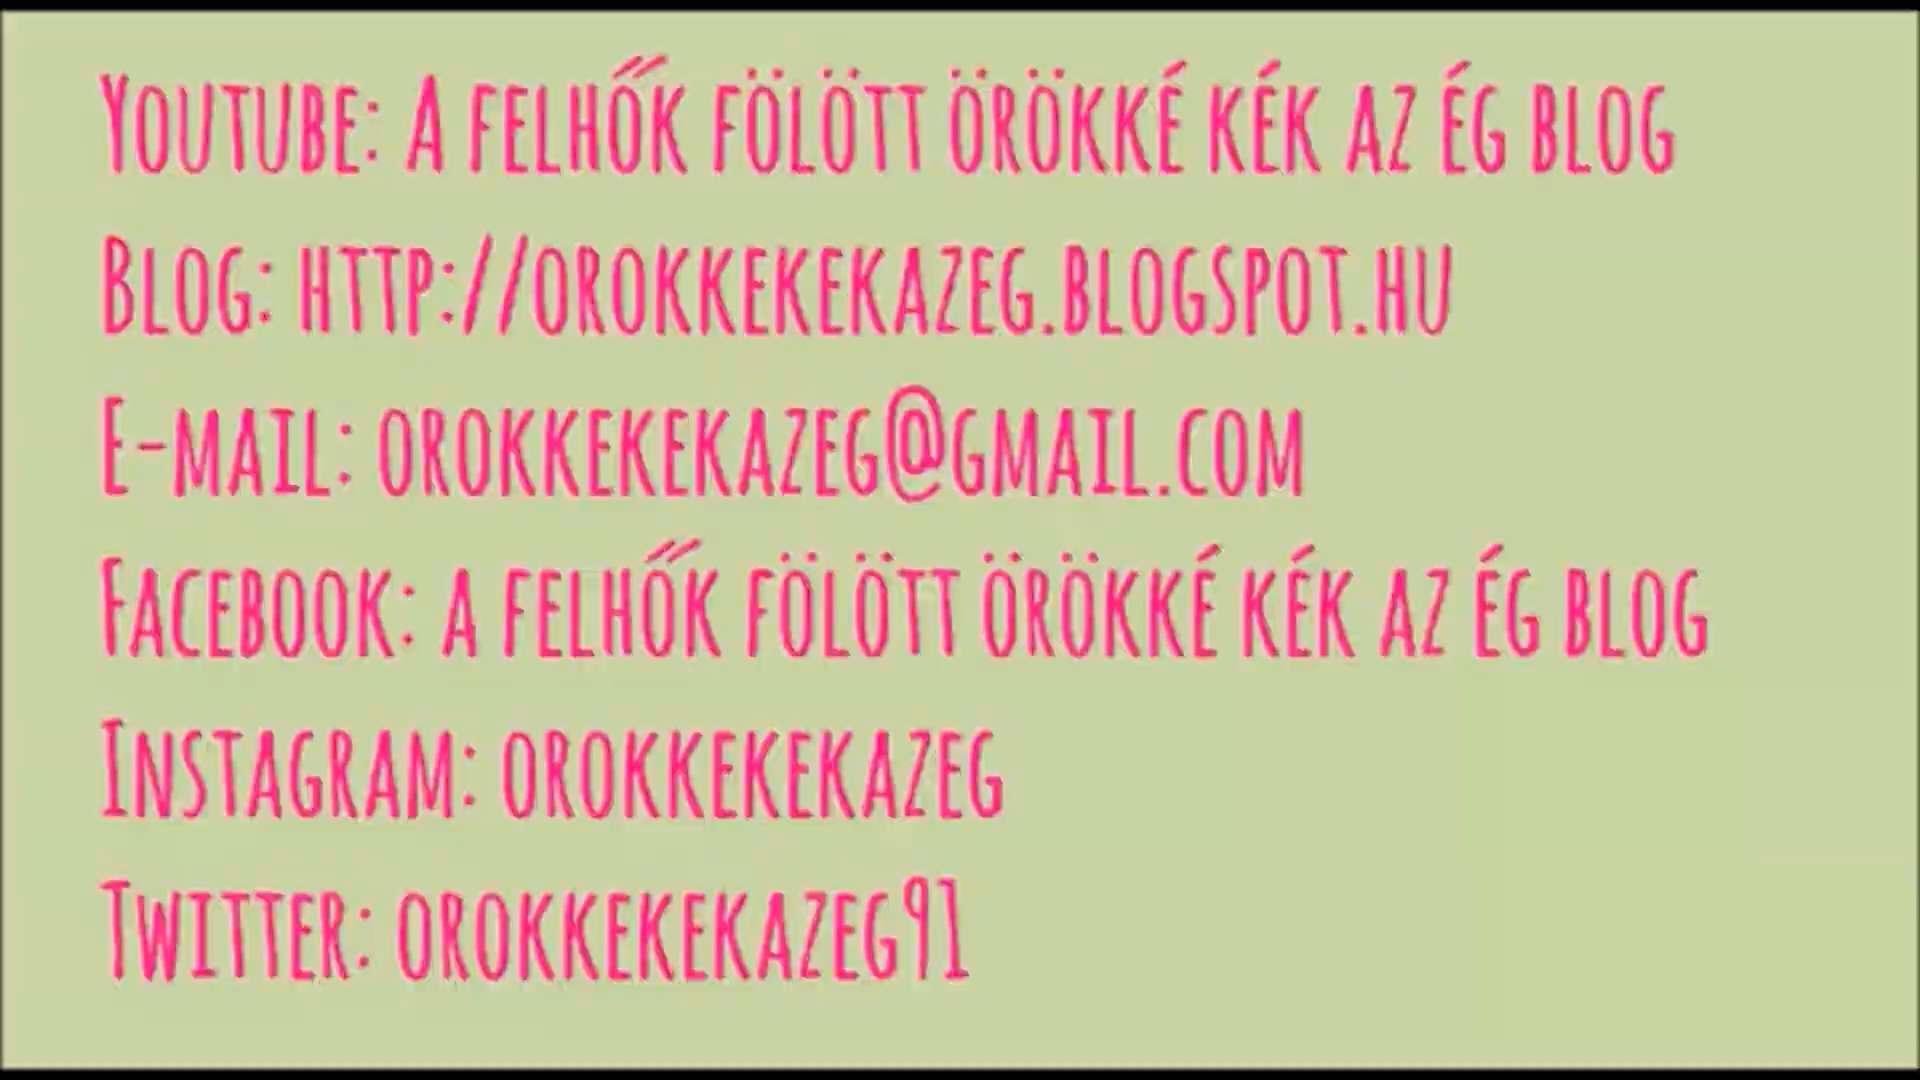 Youtube: A felhők fölött örökké kék az ég blog
Blog: http://orokkekekazeg.blogspot.hu
E-mail: orokkekekazeg@gmail.com
Facebook: a felhők fölött örökké kék az ég blog
Instagram: orokkekekazeg
Twitter: orokkekekazeg91